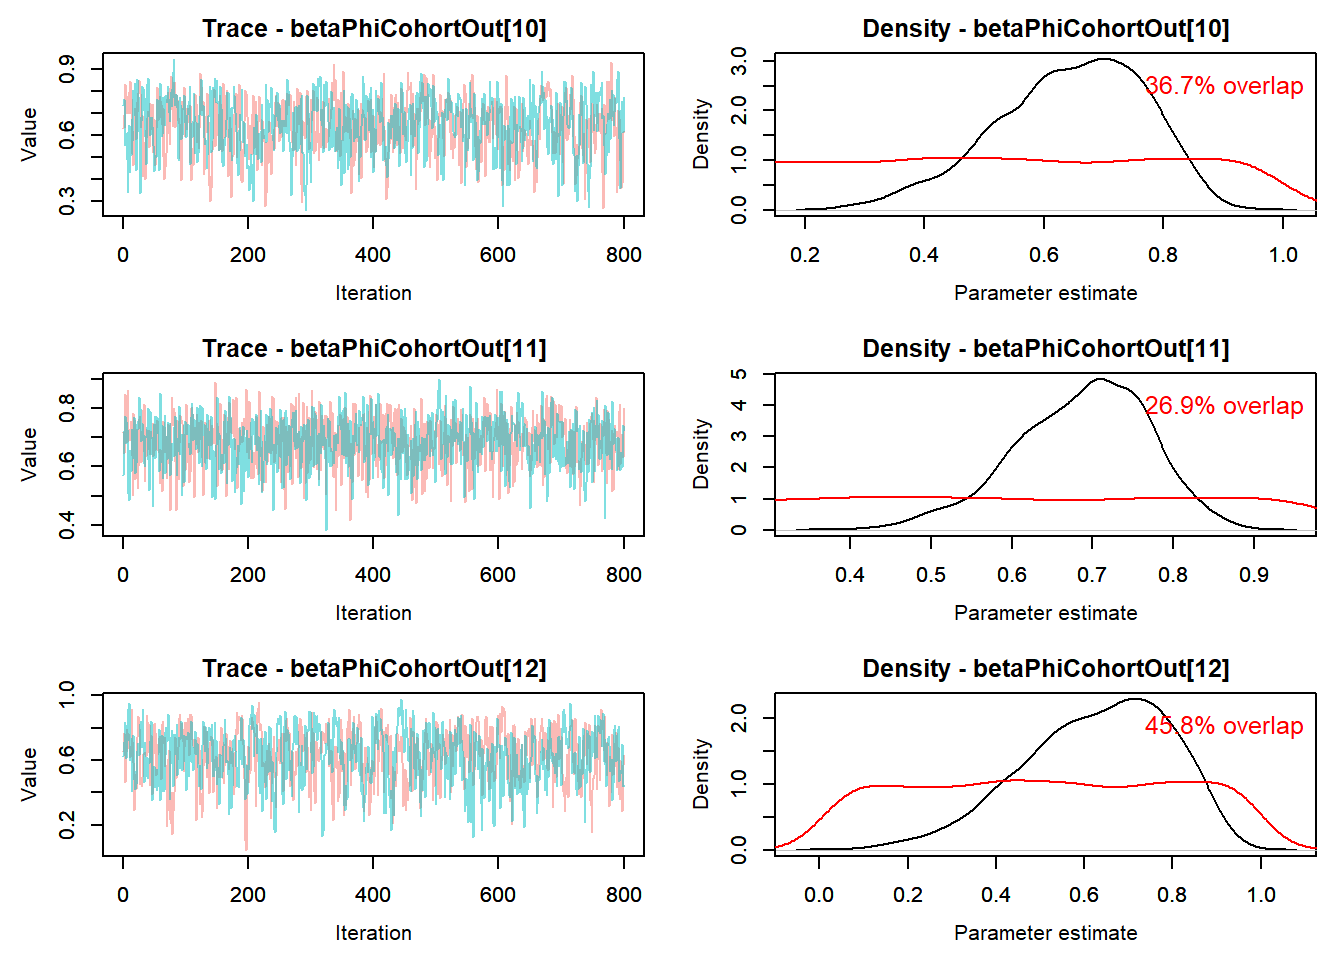 Trace - betaPhiCohortOut[10]
Value
0.3 0.6 0.9
0 200 400 600 800
Iteration
Density - betaPhiCohortOut[10]
36.7% overlap
Density
0.0 1.0 2.0 3.0
0.2 0.4 0.6 0.8 1.0
Parameter estimate
Trace - betaPhiCohortOut[11]
Value
0.4 0.6 0.8
0 200 400 600 800
Iteration
Density - betaPhiCohortOut[11]
26.9% overlap
Density
0 1 2 3 4 5
0.4 0.5 0.6 0.7 0.8 0.9
Parameter estimate
Trace - betaPhiCohortOut[12]
Value
0.2 0.6 1.0
0 200 400 600 800
Iteration
Density - betaPhiCohortOut[12]
45.8% overlap
Density
0.0 1.0 2.0
0.0 0.2 0.4 0.6 0.8 1.0
Parameter estimate